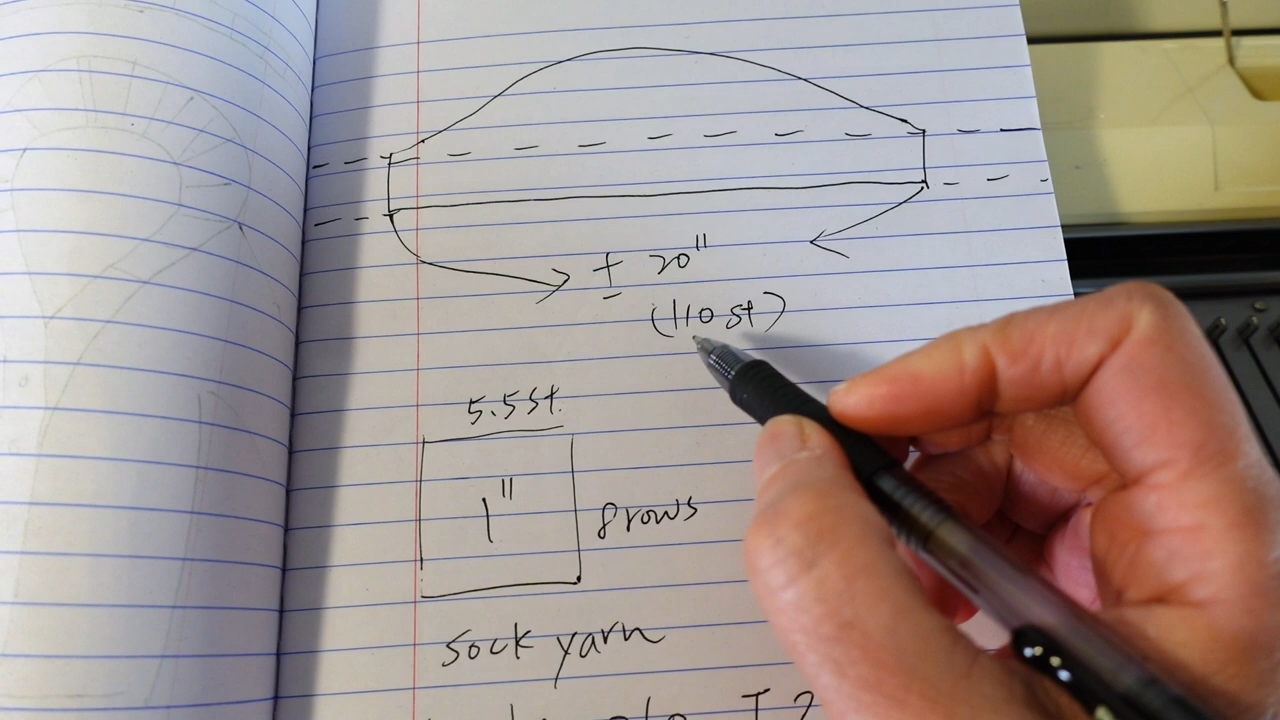 ± 20"
(110 st)
5.5 st.
1" 8 rows
sock yarn